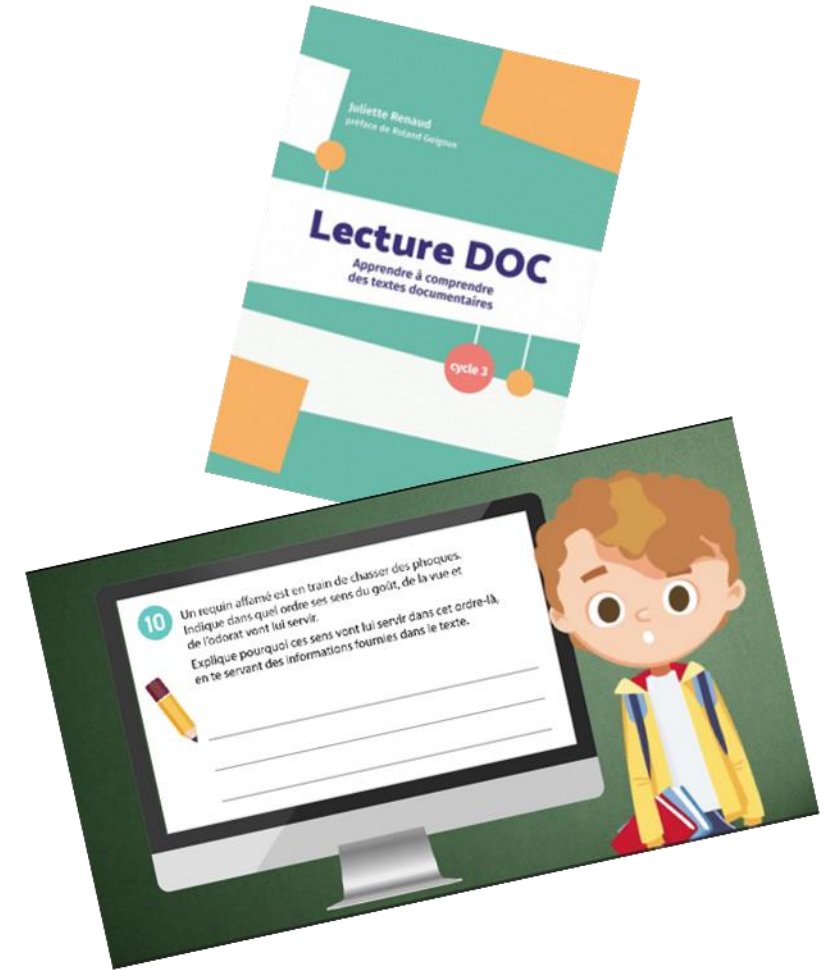 Juliette Renaud
préface de Roland Goigoux
Lecture DOC
Apprendre à comprendre
des textes documentaires
cycle 3
10
Un requin affamé est en train de chasser des phoques.
Indique dans quel ordre ses sens du goût, de la vue et
de l'odorat vont lui servir.
Explique pourquoi ces sens vont lui servir dans cet ordre-là,
en te servant des informations fournies dans le texte.